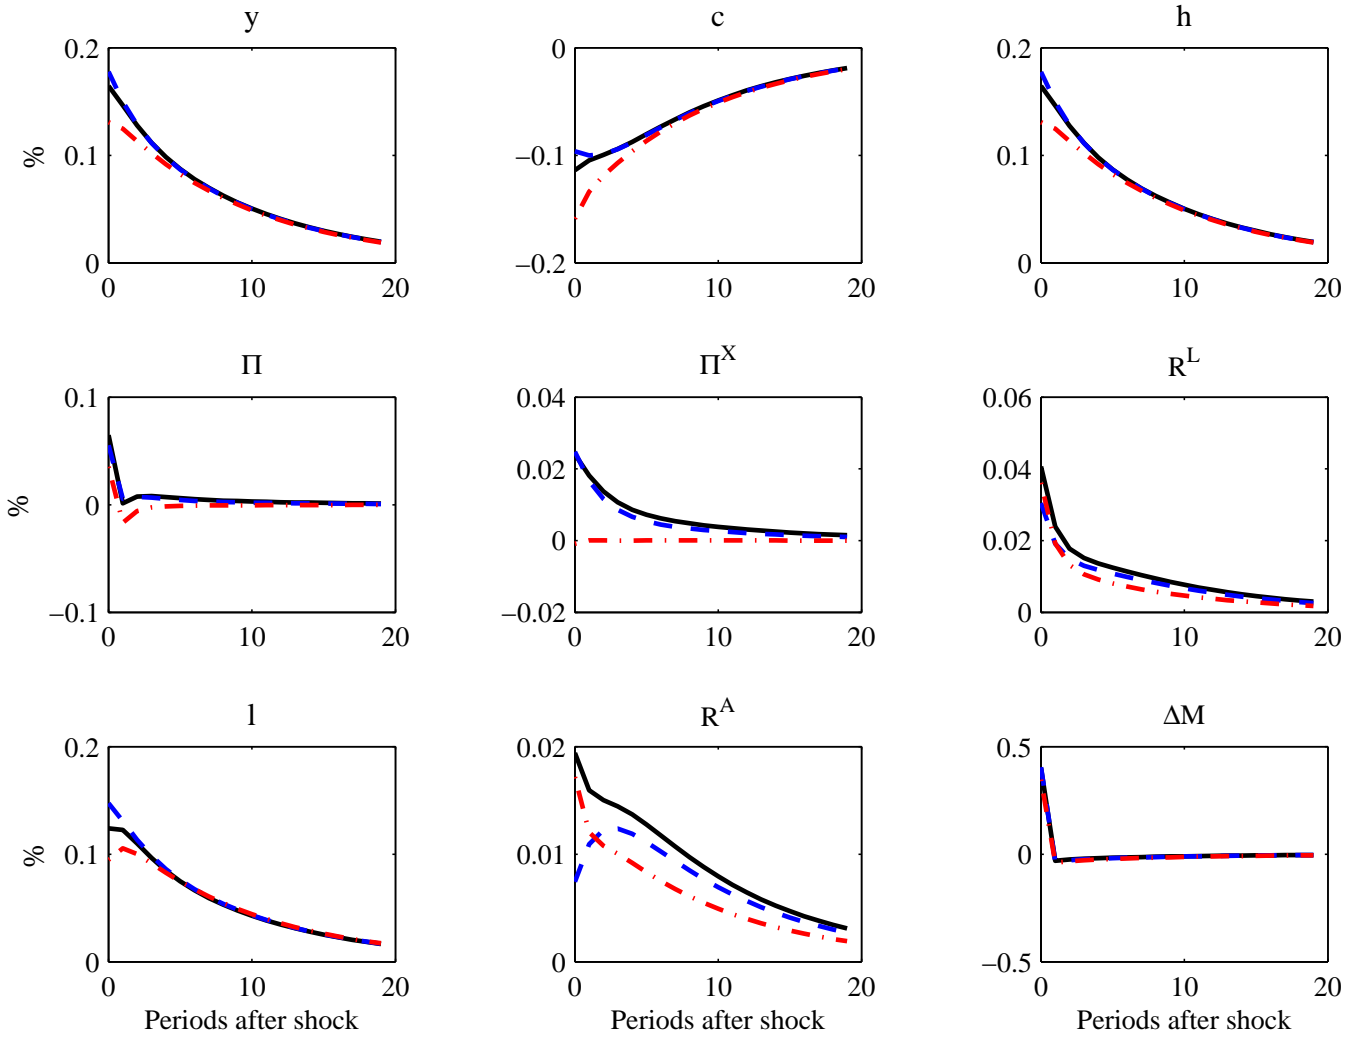 y c h
0.2 0 0.2
% 0.1 −0.1 0.1
0 −0.2 0
0 10 20 0 10 20 0 10 20
Π Π^X R^L
0.1 0.04 0.06
0.02 0.04
% 0 0 0.02
−0.1 −0.02 0
0 10 20 0 10 20 0 10 20
l R^A ΔM
0.2 0.02 0.5
% 0.1 0.01 0
0 0 −0.5
0 10 20 0 10 20 0 10 20
Periods after shock Periods after shock Periods after shock